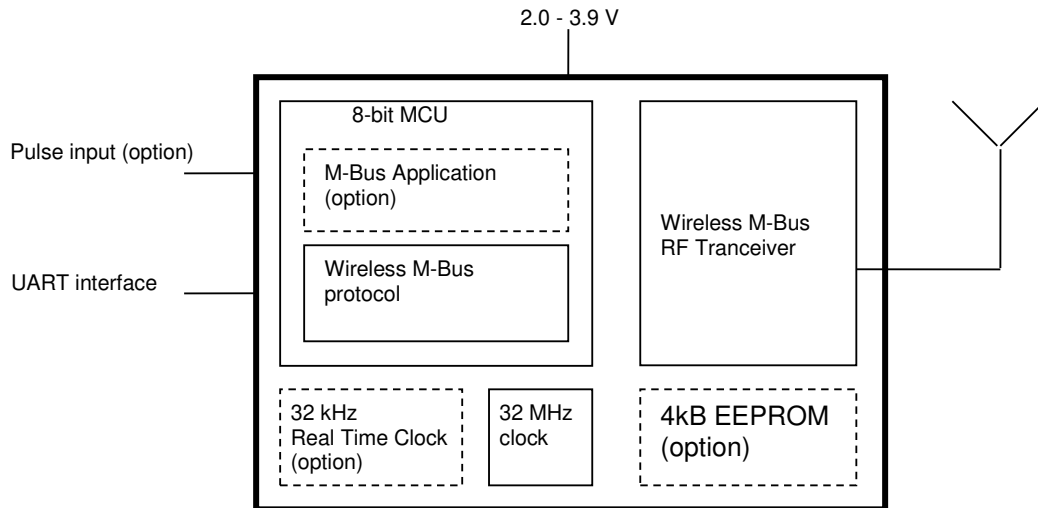 2.0 - 3.9 V
8-bit MCU
Pulse input (option)
M-Bus Application
(option)
Wireless M-Bus
RF Tranceiver
UART interface
Wireless M-Bus
protocol
32 kHz
Real Time Clock
(option)
32 MHz
clock
4kB EEPROM
(option)